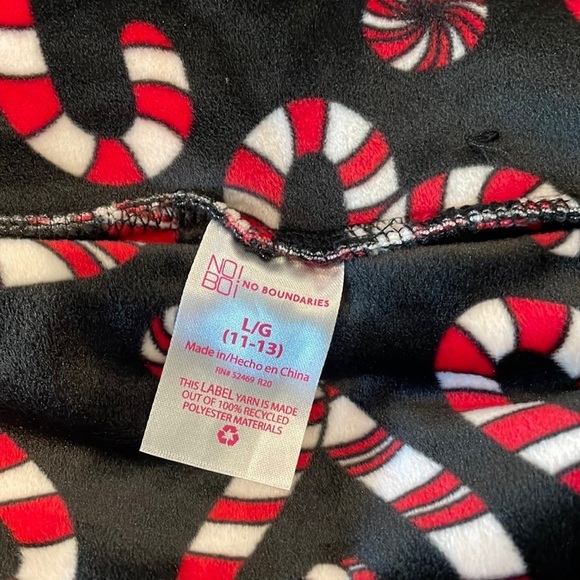 NO!
BO!
NO BOUNDARIES
L/G
(11-13)
Made in/Hecho en China
RN# 52469 R20
THIS LABEL YARN IS MADE
OUT OF 100% RECYCLED
POLYESTER MATERIALS